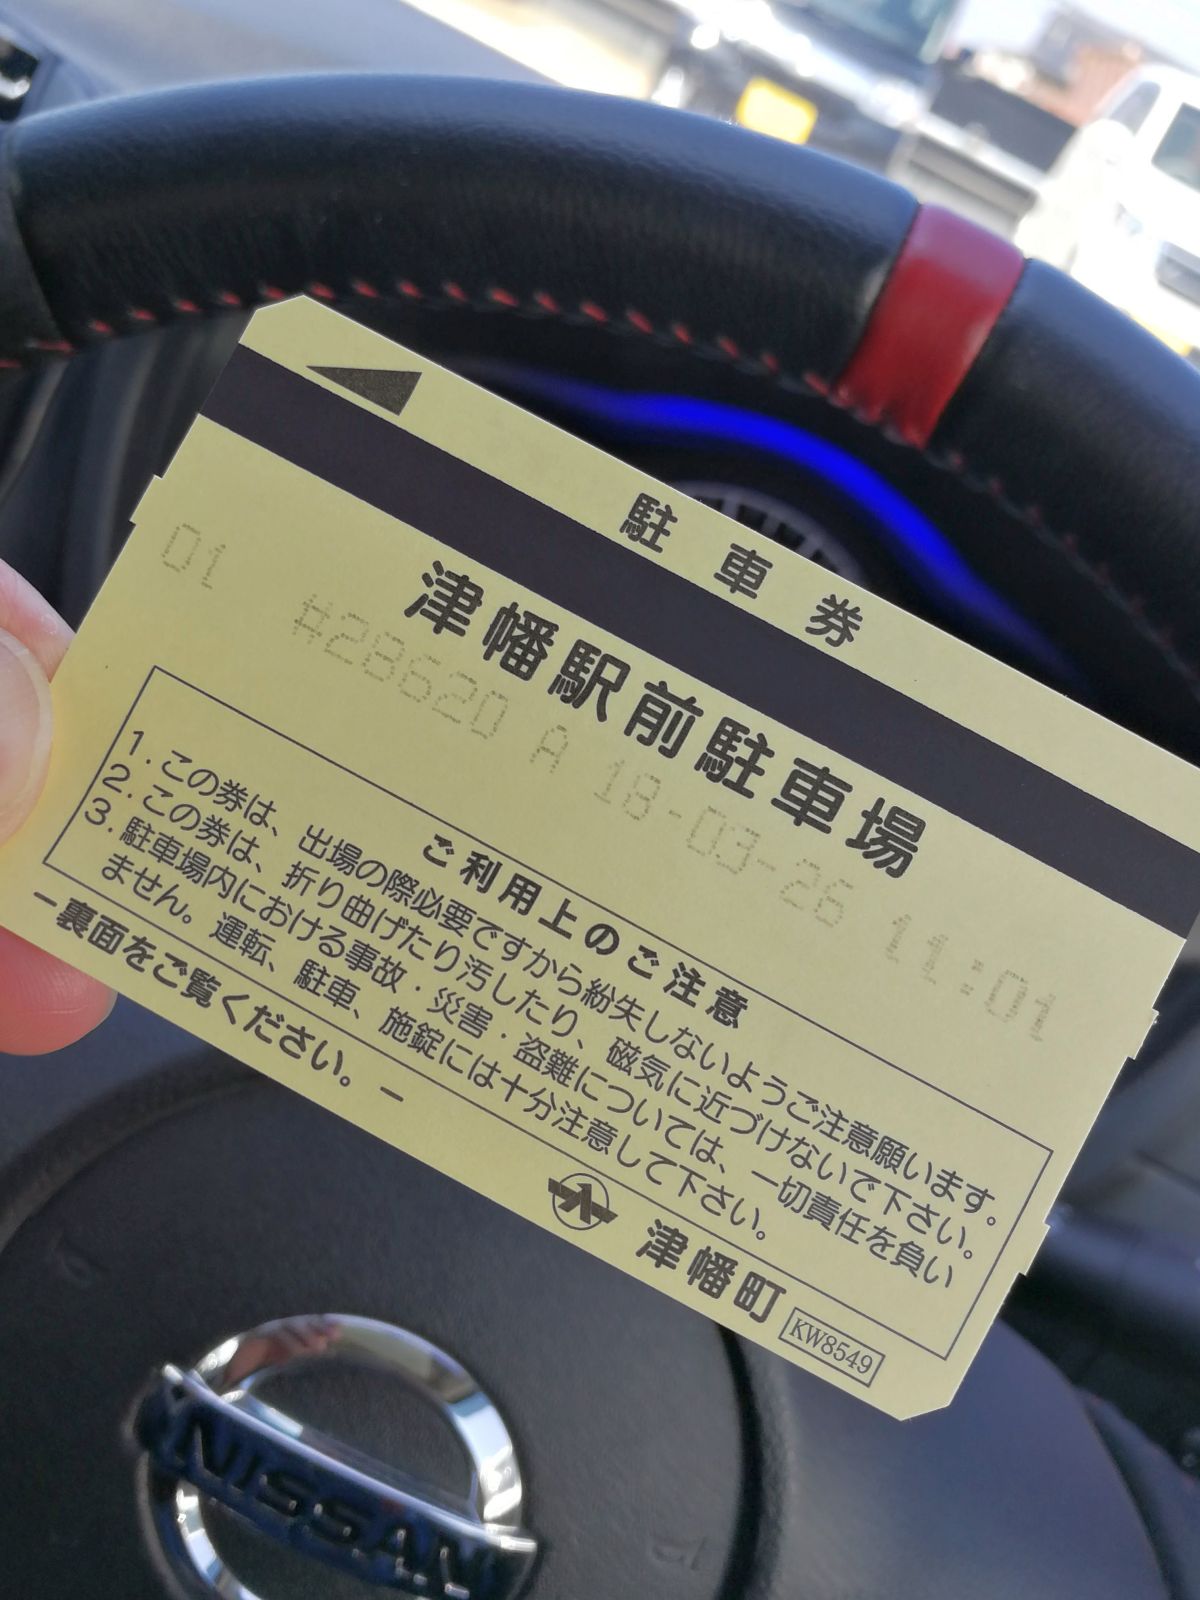 駐車券
津幡駅前駐車場
01 #28620 A 18-03-26 11:01
ご利用上のご注意
1.この券は、出場の際必要ですから紛失しないようご注意願います。
2.この券は、折り曲げたり汚したり、磁気に近づけないで下さい。
3.駐車場内における事故・災害・盗難については、一切責任を負い
ません。運転、駐車、施錠には十分注意して下さい。
－裏面をご覧ください。－
津幡町
KW8549
NISSAN